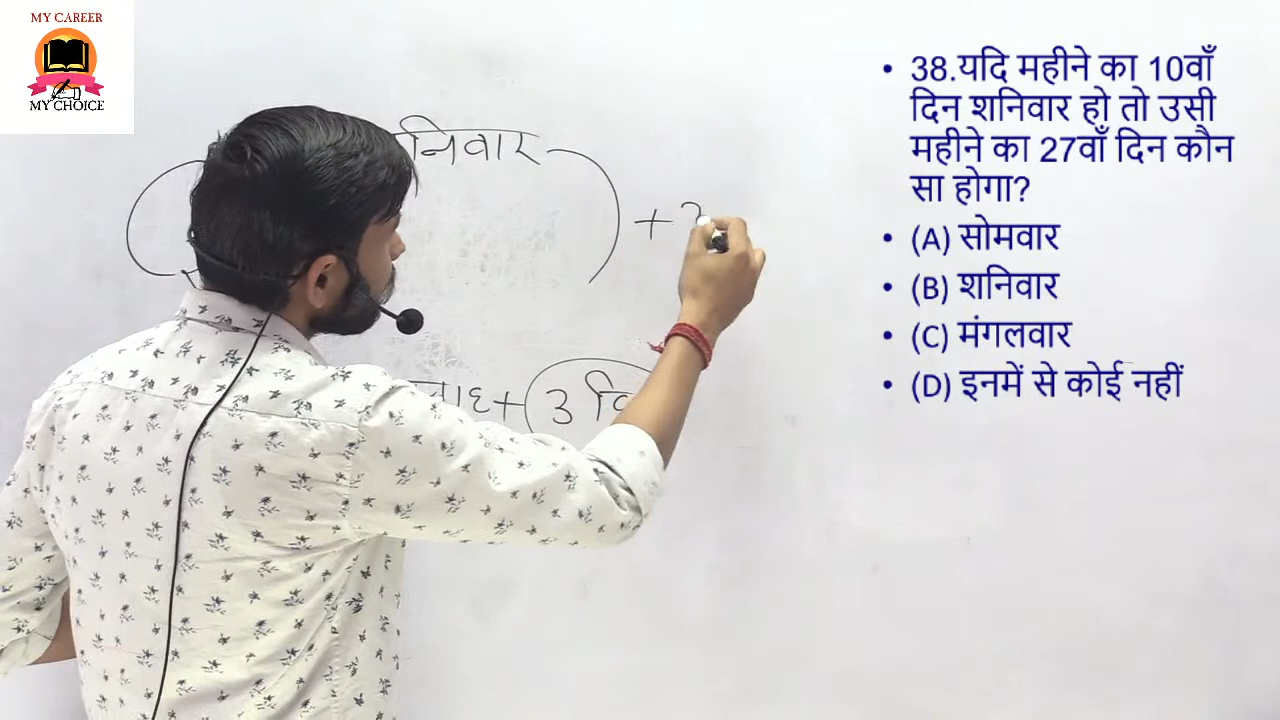 MY CAREER
MY CHOICE
निवार
+
+ 3 दि
• 38.यदि महीने का 10वाँ
दिन शनिवार हो तो उसी
महीने का 27वाँ दिन कौन
सा होगा?
• (A) सोमवार
• (B) शनिवार
• (C) मंगलवार
• (D) इनमें से कोई नहीं